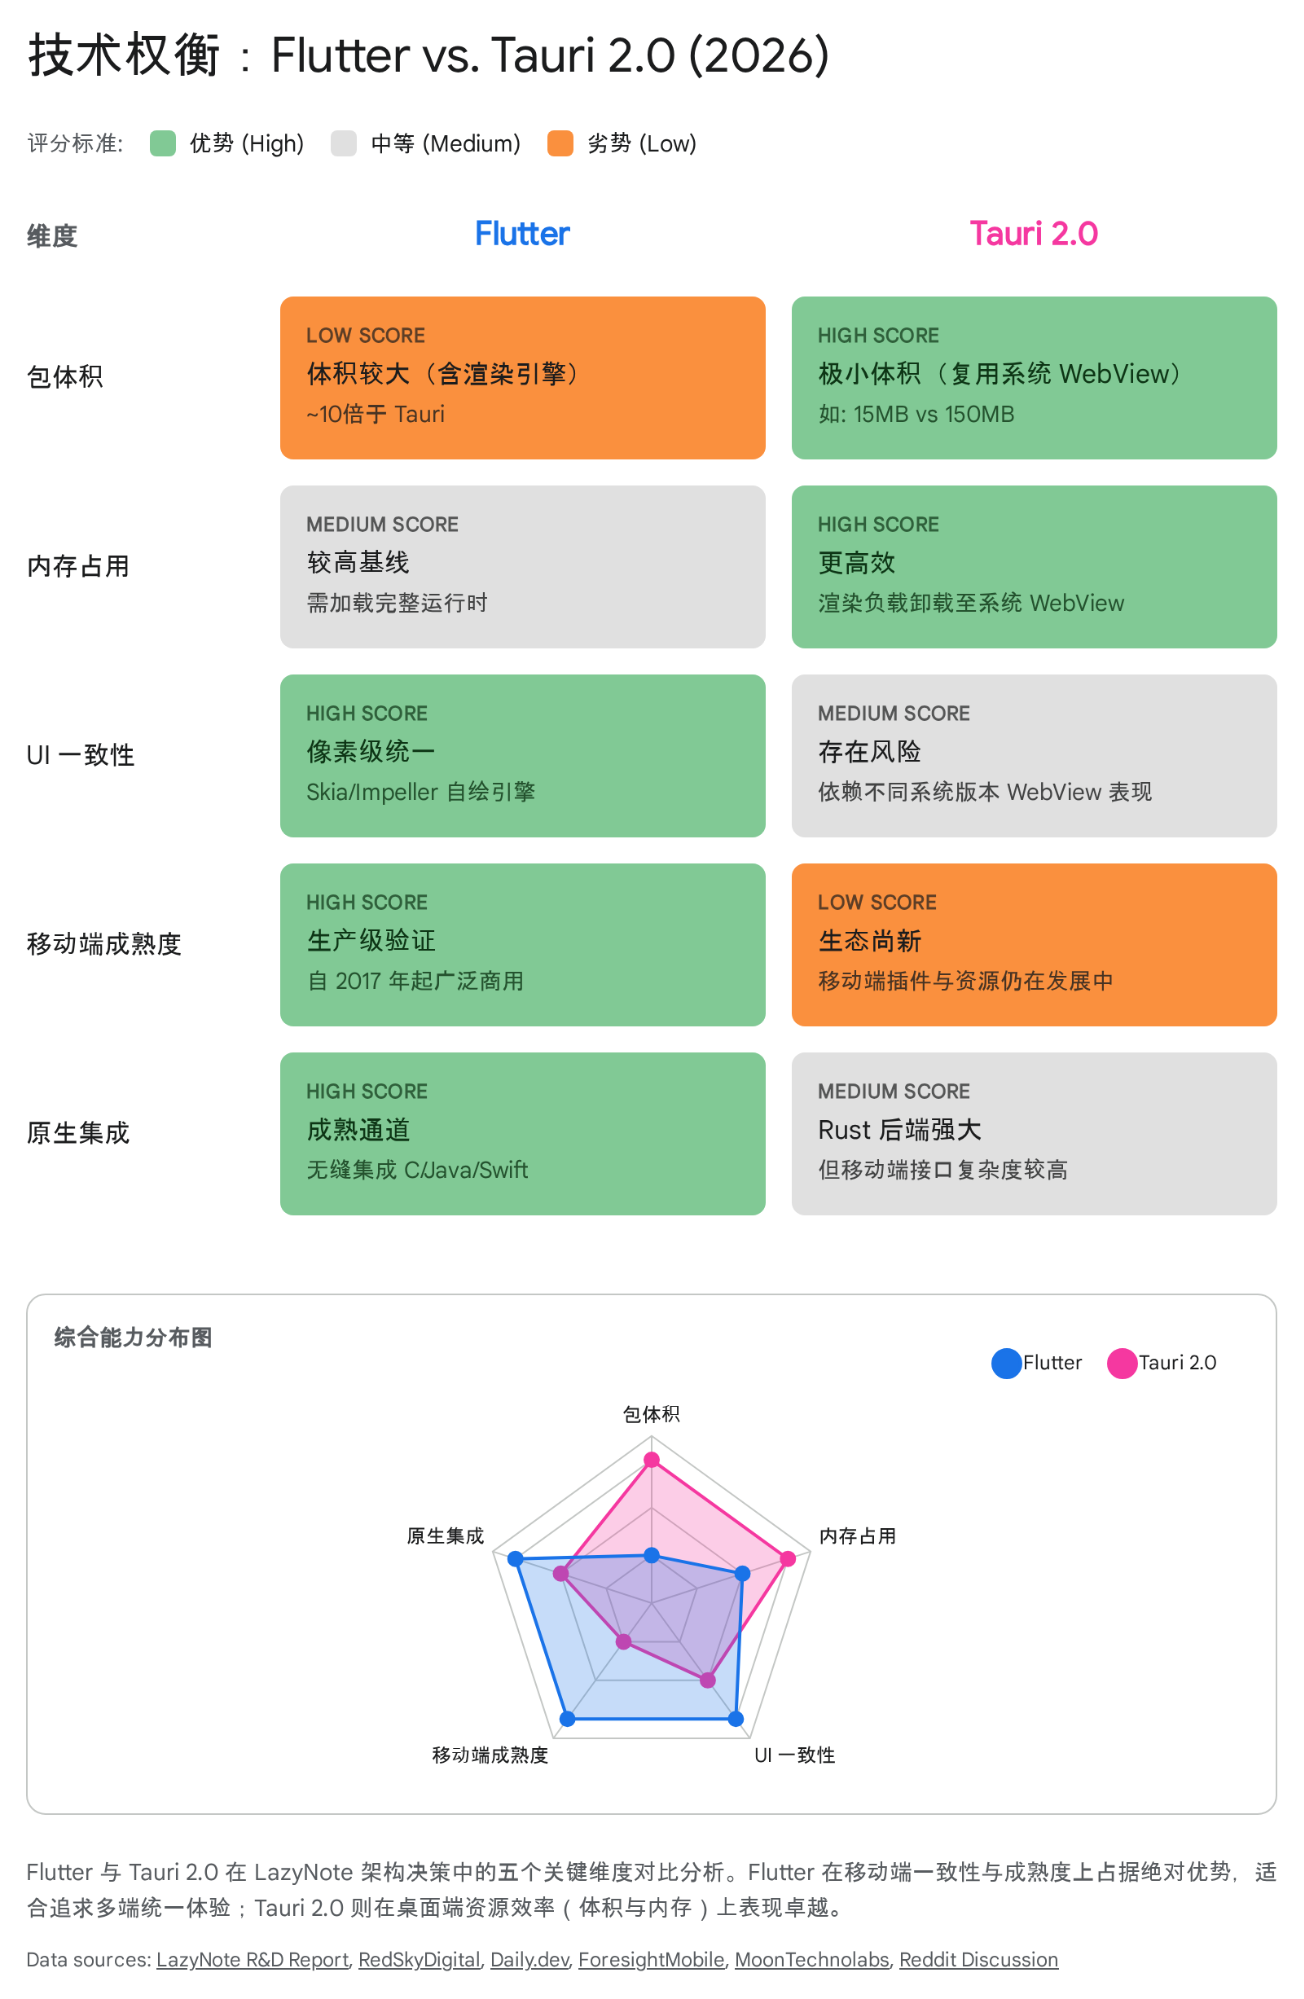 技术权衡：Flutter vs. Tauri 2.0 (2026)
评分标准: 优势 (High) 中等 (Medium) 劣势 (Low)
维度 Flutter Tauri 2.0
包体积
LOW SCORE
体积较大（含渲染引擎）
~10倍于 Tauri
HIGH SCORE
极小体积（复用系统 WebView）
如: 15MB vs 150MB
内存占用
MEDIUM SCORE
较高基线
需加载完整运行时
HIGH SCORE
更高效
渲染负载卸载至系统 WebView
UI 一致性
HIGH SCORE
像素级统一
Skia/Impeller 自绘引擎
MEDIUM SCORE
存在风险
依赖不同系统版本 WebView 表现
移动端成熟度
HIGH SCORE
生产级验证
自 2017 年起广泛商用
LOW SCORE
生态尚新
移动端插件与资源仍在发展中
原生集成
HIGH SCORE
成熟通道
无缝集成 C/Java/Swift
MEDIUM SCORE
Rust 后端强大
但移动端接口复杂度较高
综合能力分布图
Flutter Tauri 2.0
包体积
原生集成
内存占用
移动端成熟度
UI 一致性
Flutter 与 Tauri 2.0 在 LazyNote 架构决策中的五个关键维度对比分析。Flutter 在移动端一致性与成熟度上占据绝对优势，适
合追求多端统一体验；Tauri 2.0 则在桌面端资源效率（体积与内存）上表现卓越。
Data sources: LazyNote R&D Report, RedSkyDigital, Daily.dev, ForesightMobile, MoonTechnolabs, Reddit Discussion